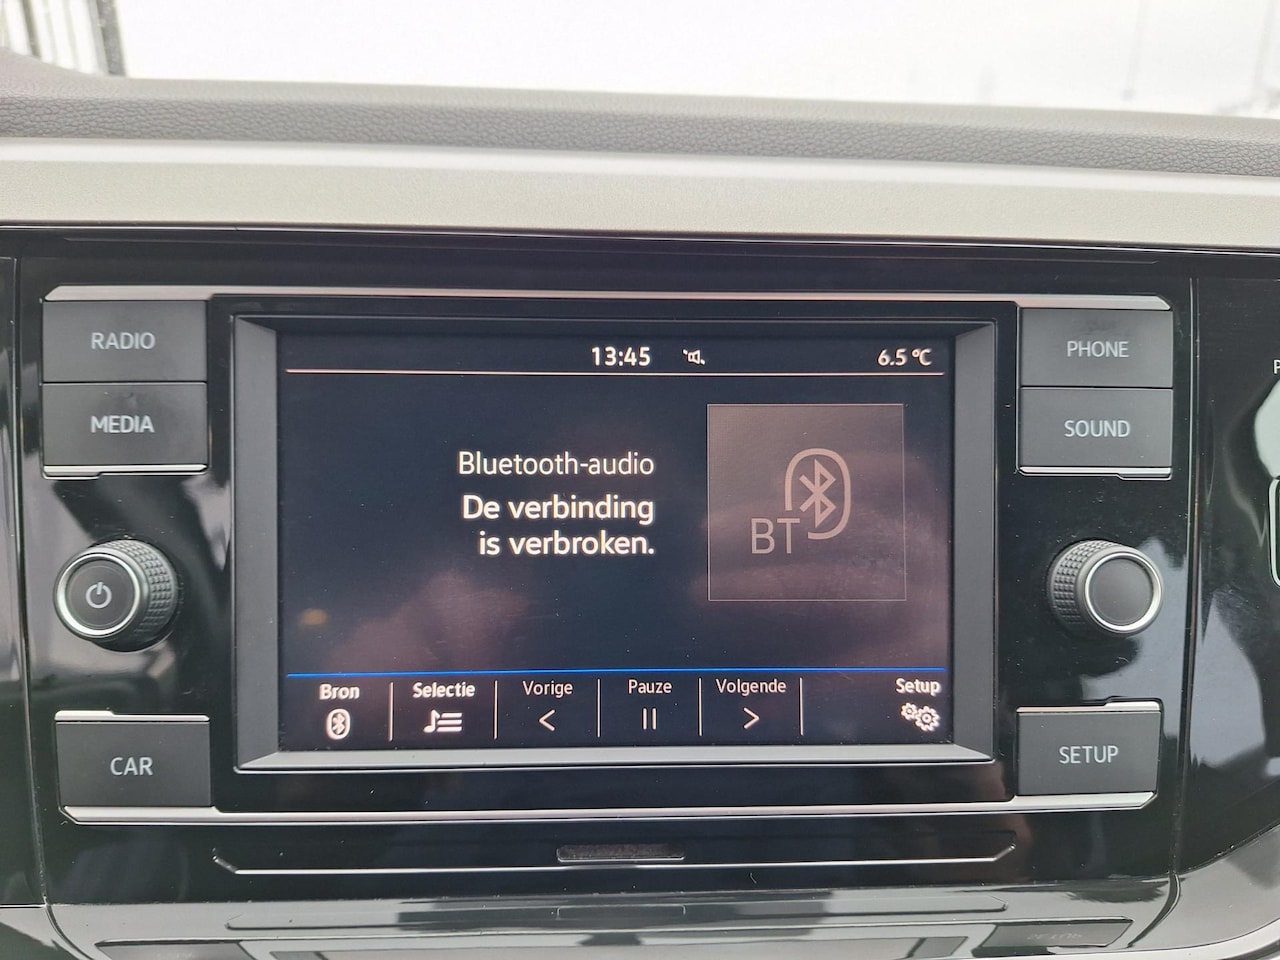 RADIO
MEDIA
CAR
13:45
6.5 °C
Bluetooth-audio
De verbinding
is verbroken.
BT
Bron
Selectie
Vorige
Pauze
Volgende
Setup
PHONE
SOUND
SETUP